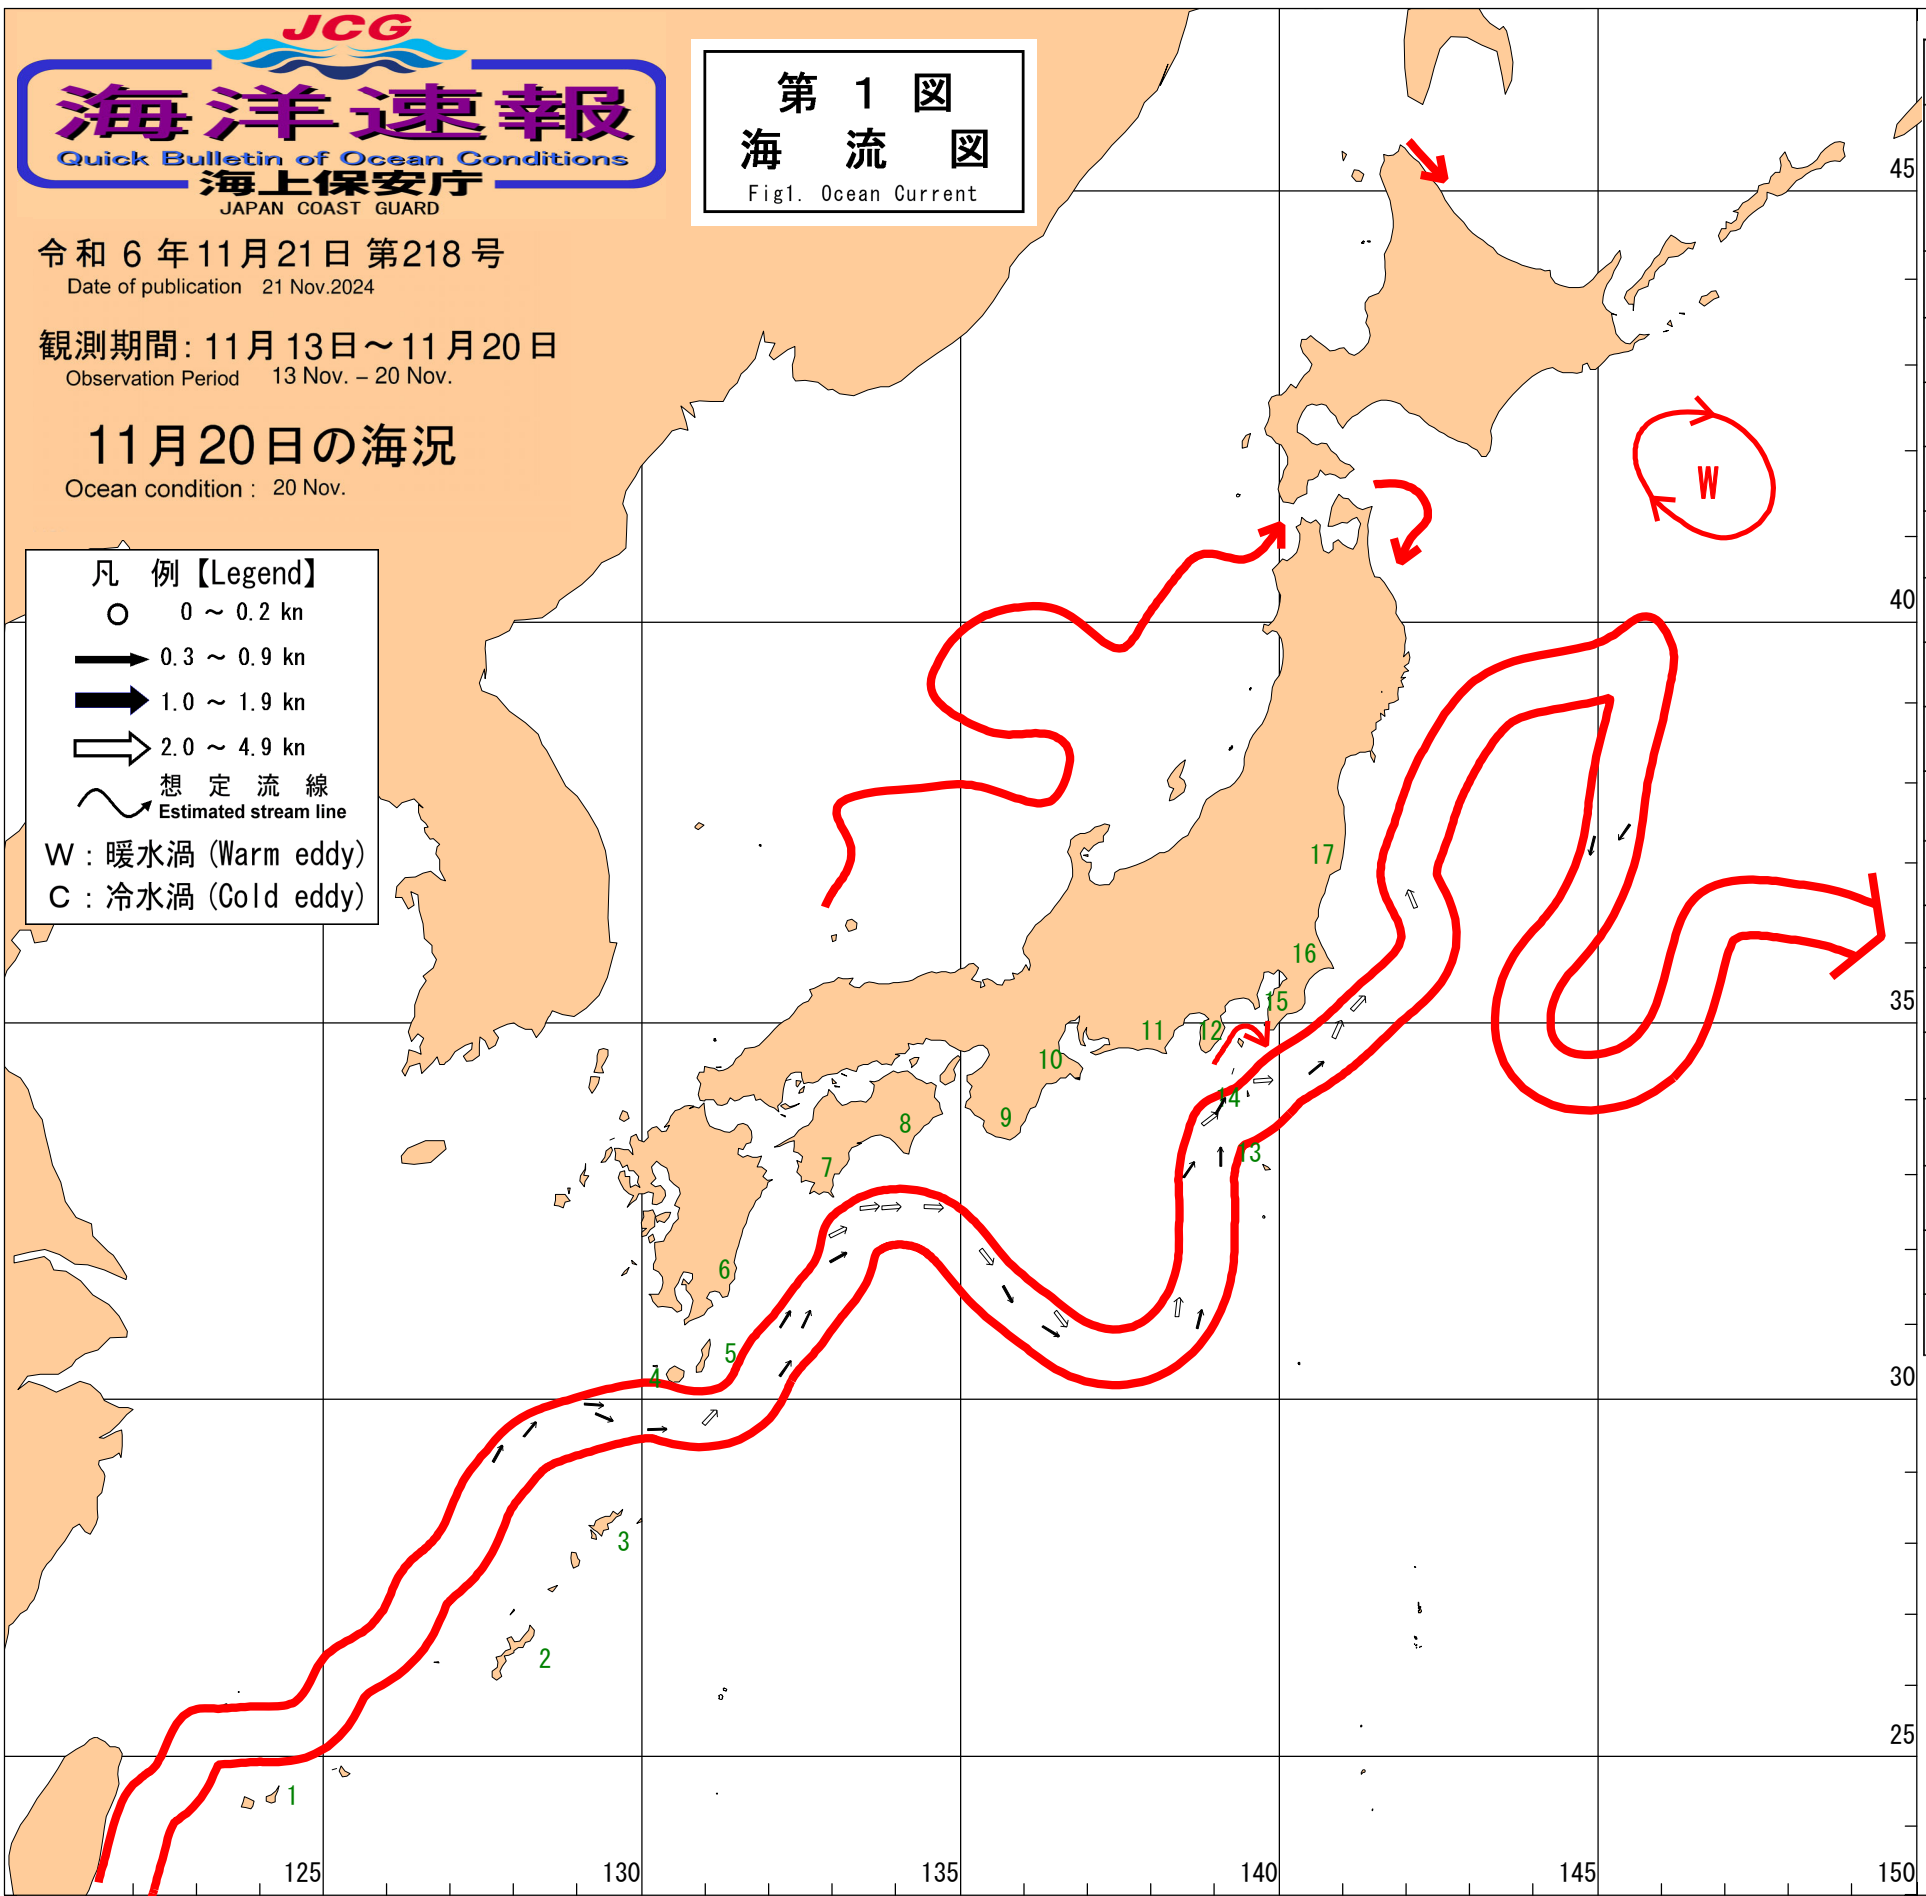 JCG
海洋速報
Quick Bulletin of Ocean Conditions
海上保安庁
JAPAN COAST GUARD
第 1 図
海 流 図
Fig1. Ocean Current
令和 6 年11月21日 第218号
Date of publication 21 Nov.2024
観測期間: 11月13日～11月20日
Observation Period 13 Nov. – 20 Nov.
11月20日の海況
Ocean condition : 20 Nov.
凡 例【Legend】
0 ～ 0.2 kn
0.3 ～ 0.9 kn
1.0 ～ 1.9 kn
2.0 ～ 4.9 kn
想 定 流 線
Estimated stream line
W : 暖水渦 (Warm eddy)
C : 冷水渦 (Cold eddy)
45
W
40
17
16
15
35
11
12
10
14
9
8
13
7
6
5
4
30
3
2
25
1
125
130
135
140
145
150